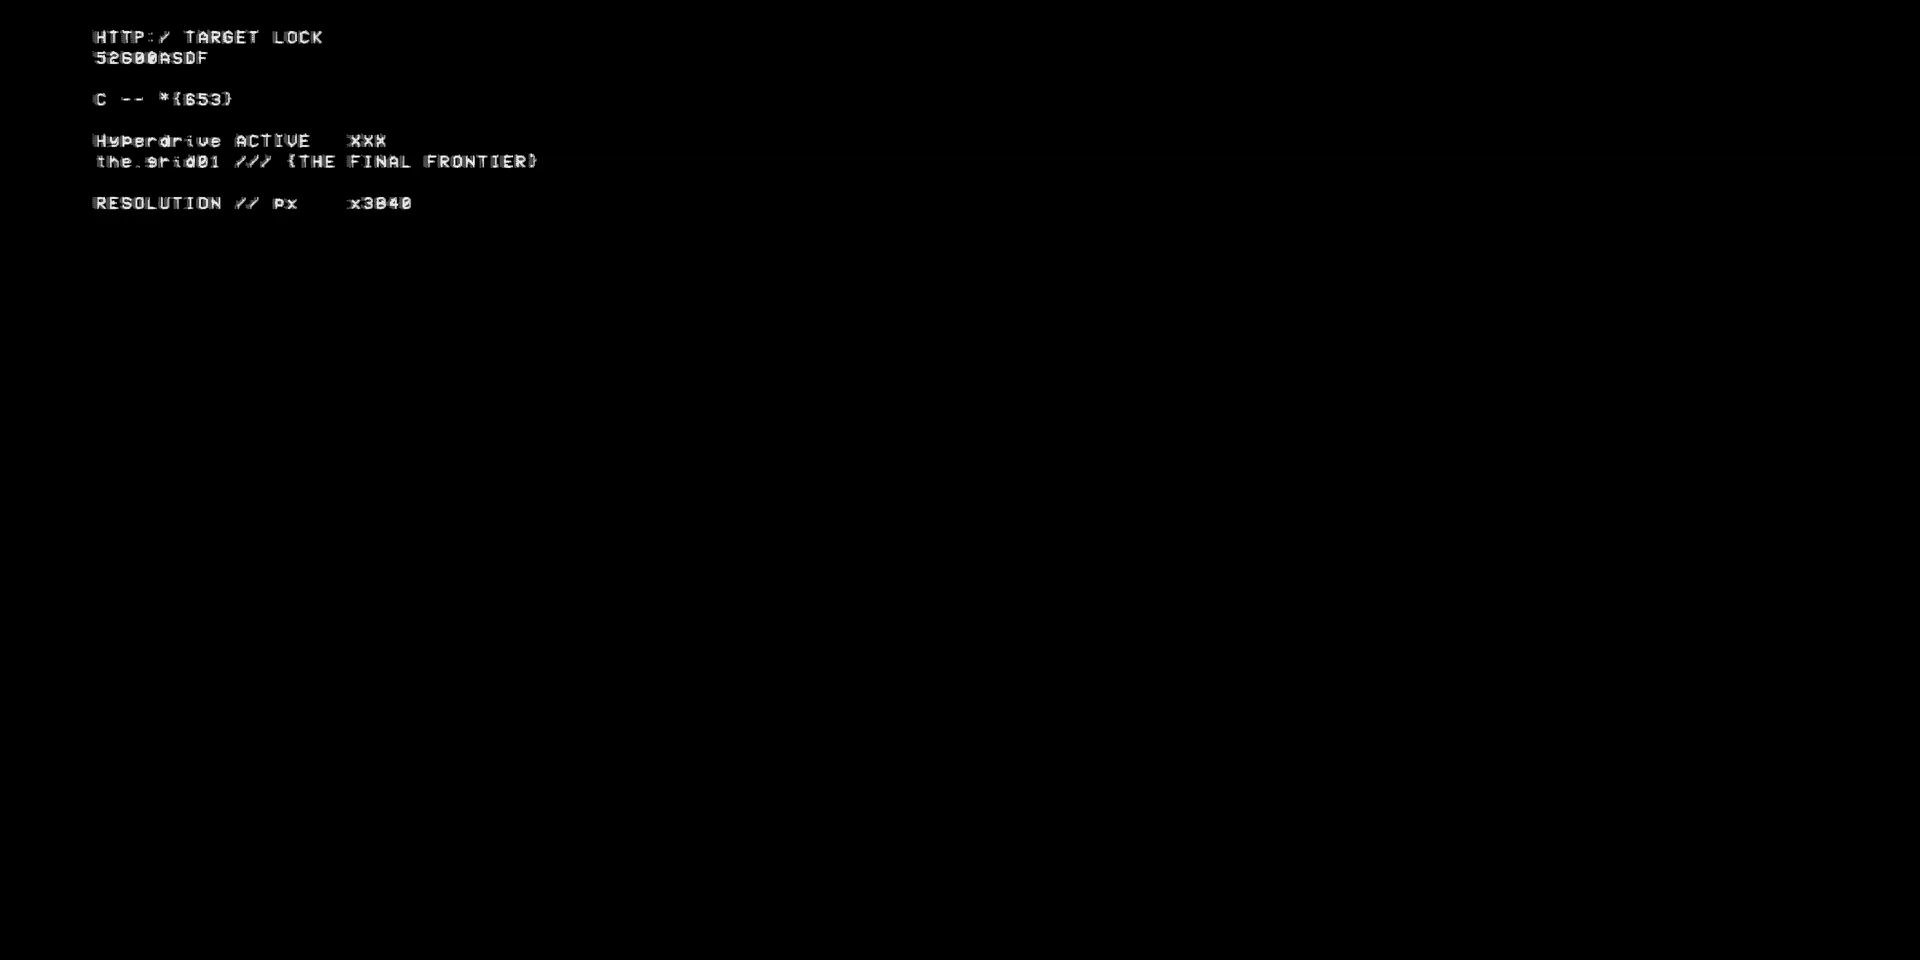 HTTP:/ TARGET LOCK
52600ASDF
C -- *{653}
Hyperdrive ACTIVE   xxx
the.grid01 /// {THE FINAL FRONTIER}
RESOLUTION // px    x3840